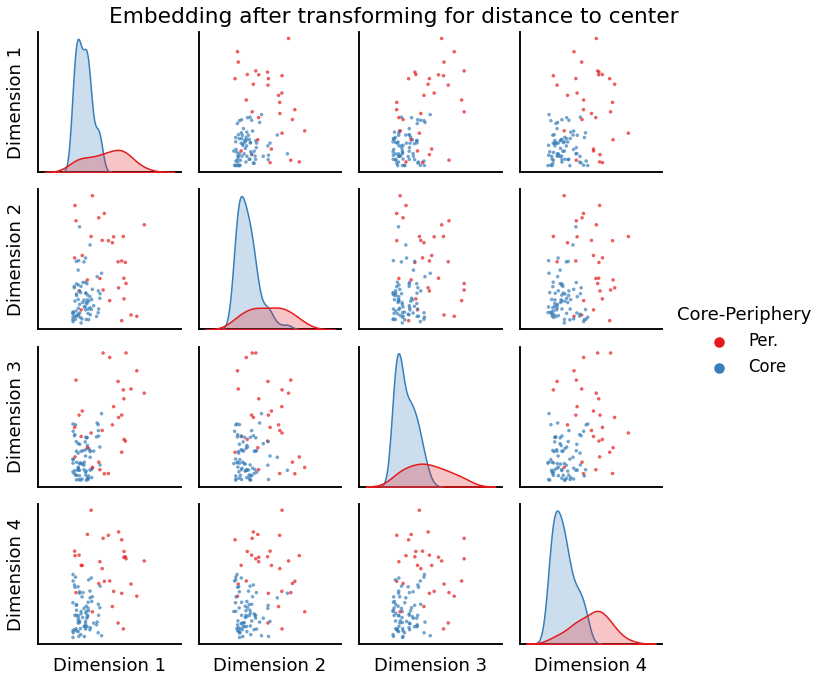 Embedding after transforming for distance to center
Dimension 1
Dimension 2
Dimension 3
Dimension 4
Core-Periphery
Per.
Core
Dimension 1
Dimension 2
Dimension 3
Dimension 4